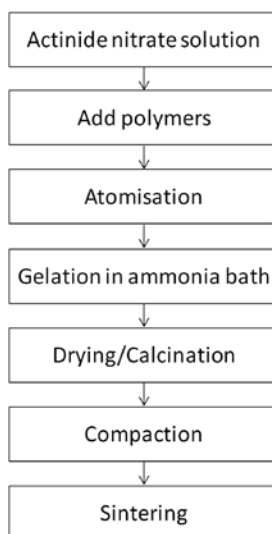 Actinide nitrate solution
Add polymers
Atomisation
Gelation in ammonia bath
Drying/Calcination
Compaction
Sintering